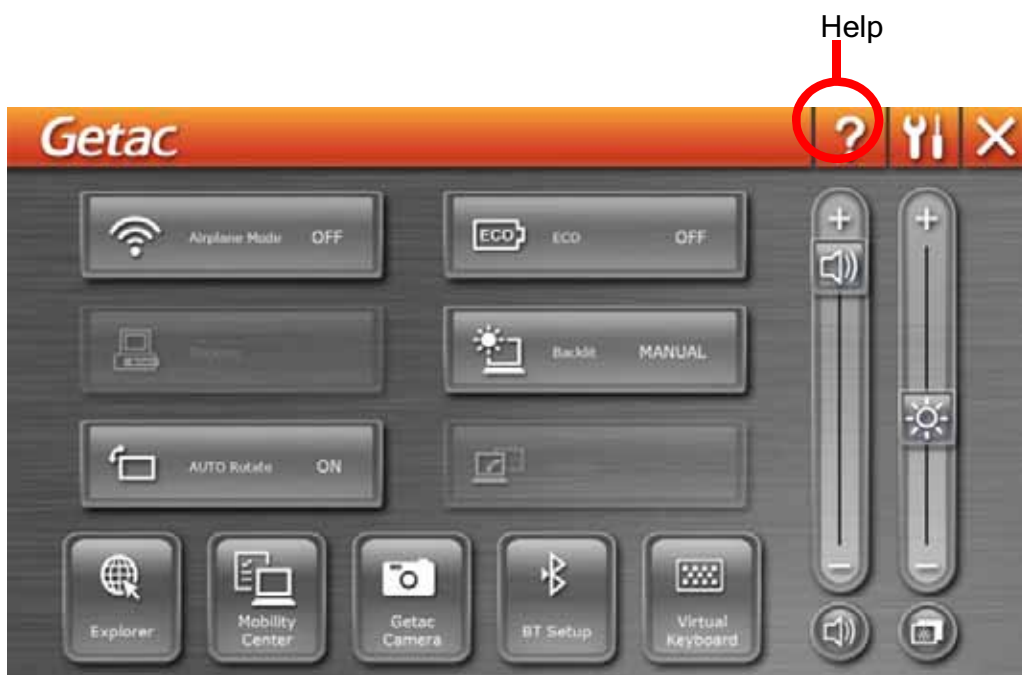 Help
Getac
?
Airplane Mode OFF
ECO ECO OFF
Backlit MANUAL
AUTO Rotate ON
Explorer
Mobility
Center
Getac
Camera
BT Setup
Virtual
Keyboard